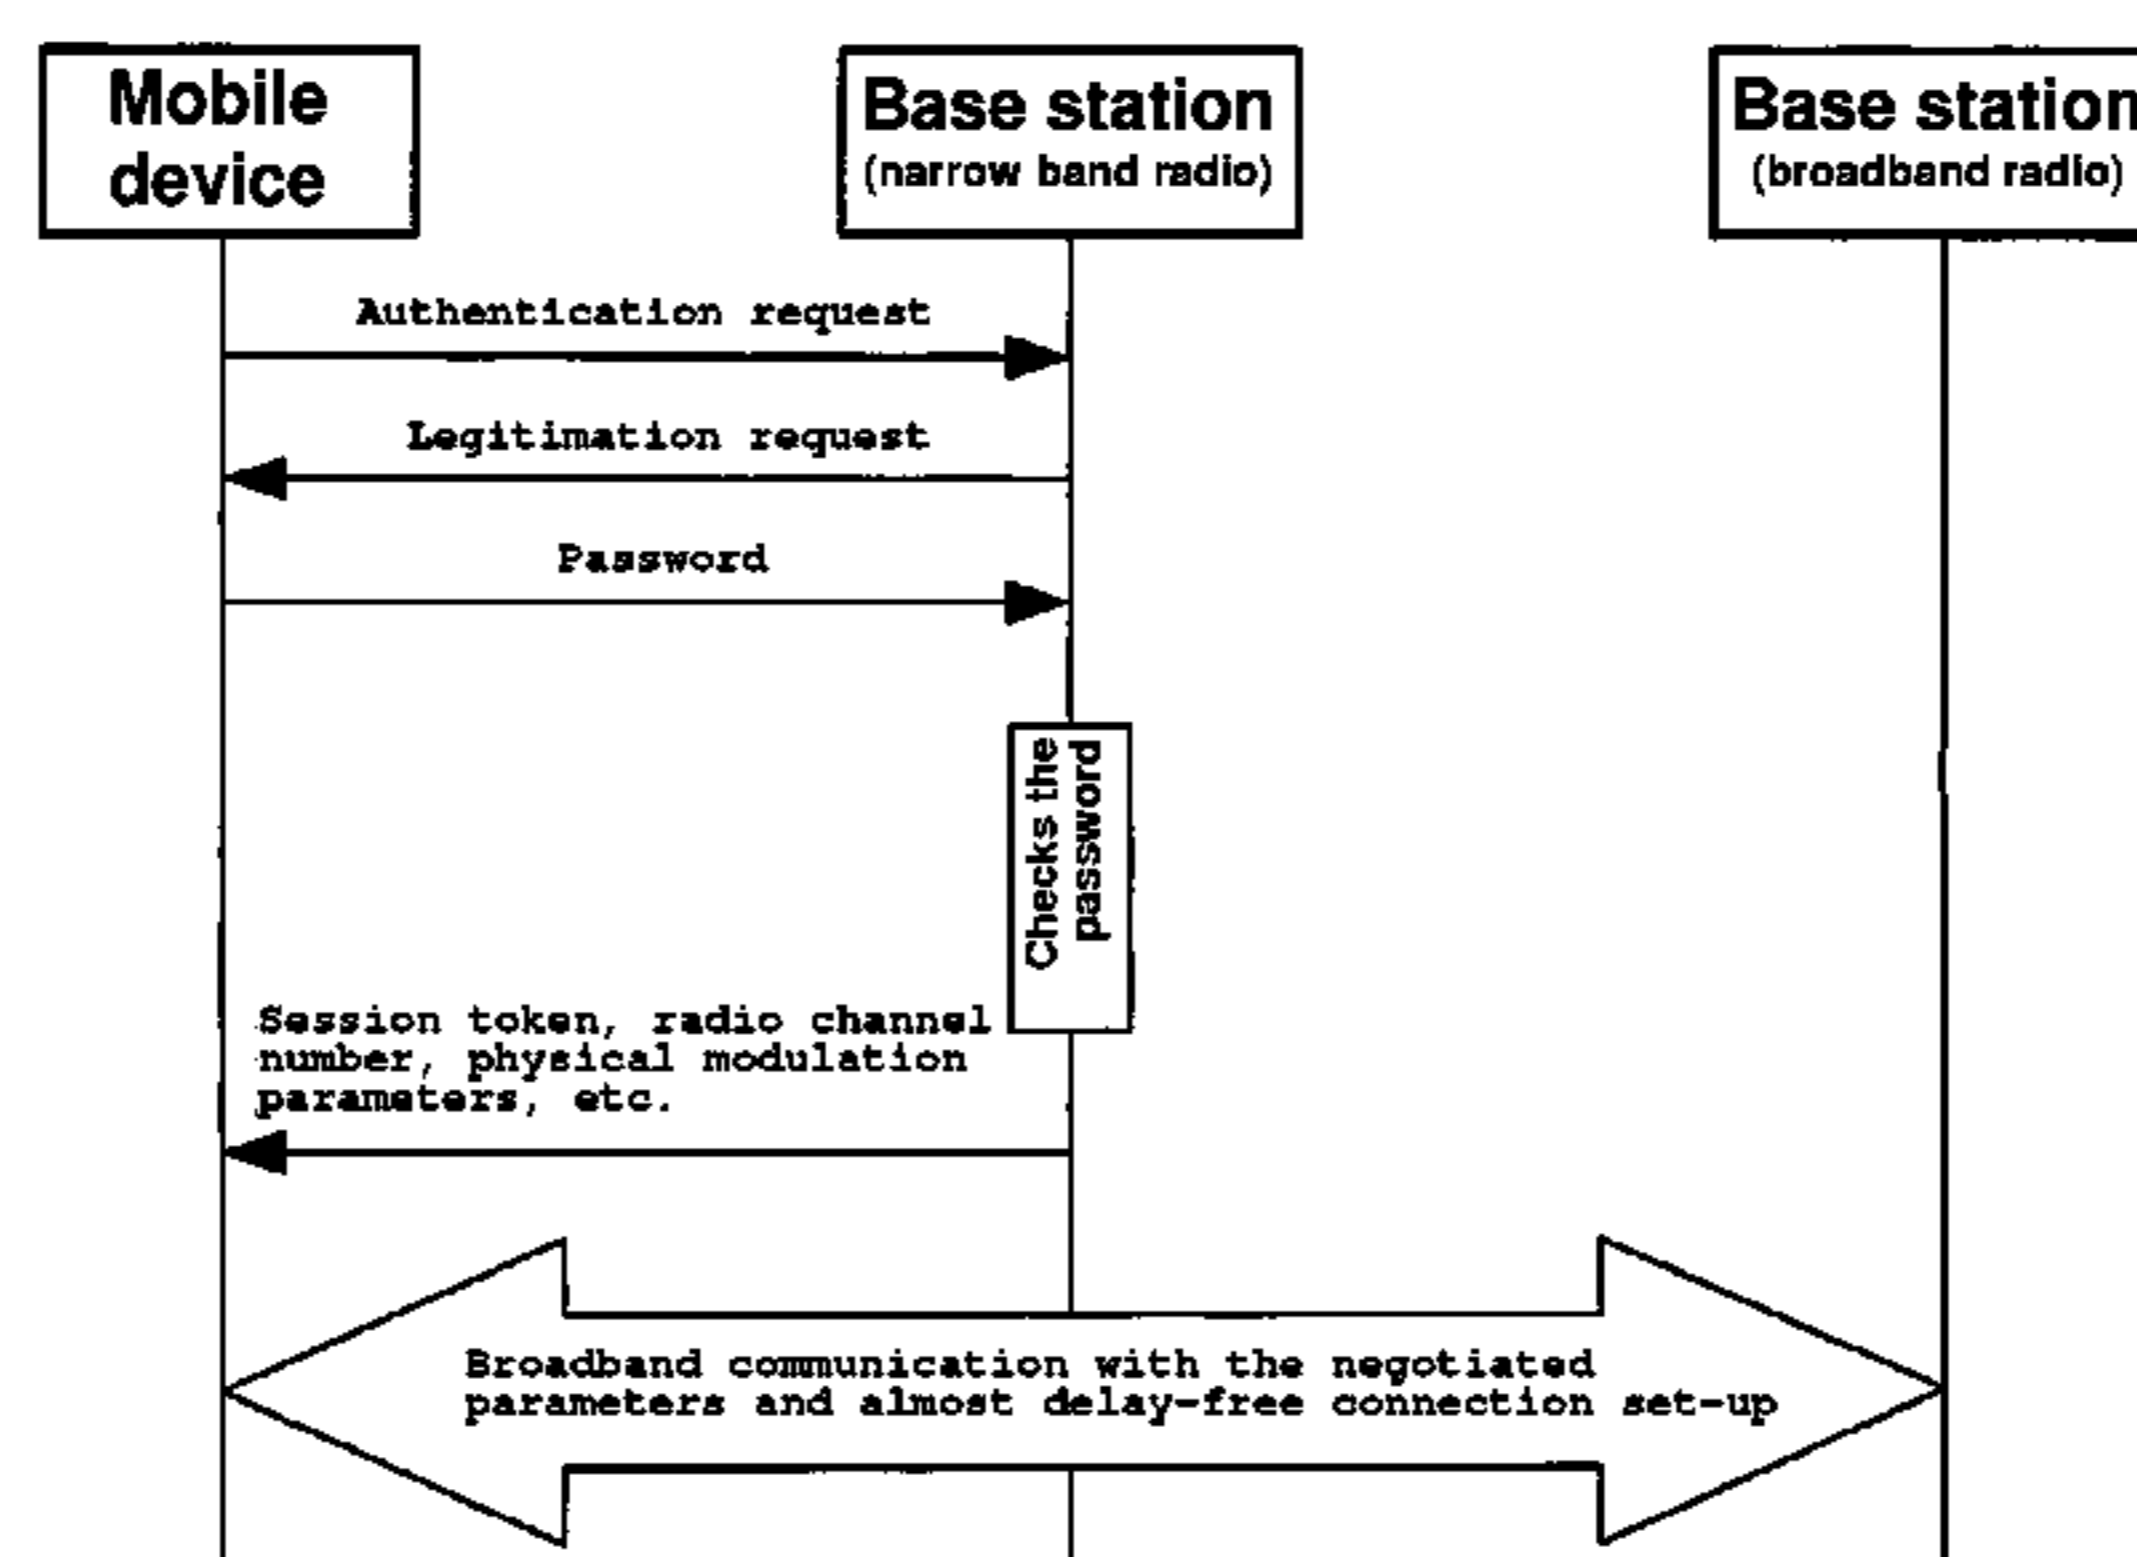 Mobile
device
Base station
(narrow band radio)
Base station
(broadband radio)
Authentication request
Legitimation request
Password
Checks the
password
Session token, radio channel
number, physical modulation
parameters, etc.
Broadband communication with the negotiated
parameters and almost delay-free connection set-up